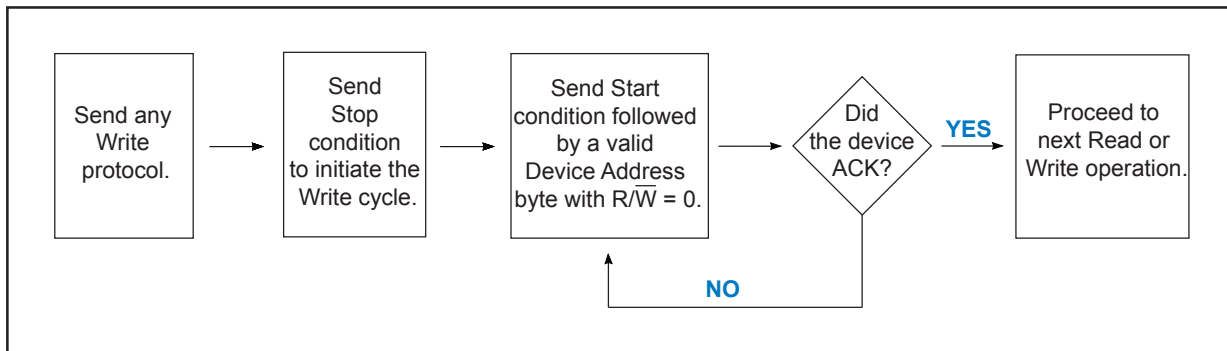 Send any
Write
protocol.
Send
Stop
condition
to initiate the
Write cycle.
Send Start
condition followed
by a valid
Device Address
byte with R/W̅ = 0.
Did
the device
ACK?
YES
NO
Proceed to
next Read or
Write operation.